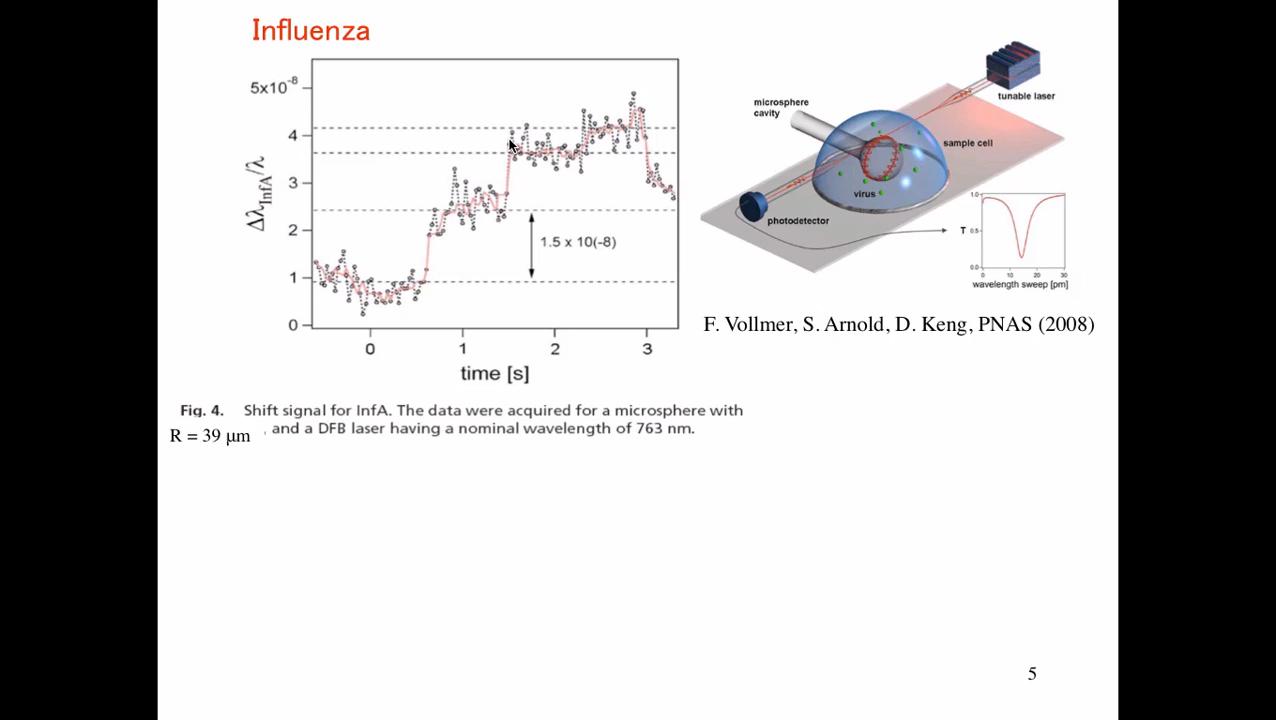 Influenza
5x10-8
4
3
2
1
0
ΔλInfA/λ
1.5 x 10(-8)
0 1 2 3
time [s]
tunable laser
microsphere
cavity
sample cell
virus
photodetector
T
1.0
0.5
0.0
0 10 20 30
wavelength sweep [pm]
F. Vollmer, S. Arnold, D. Keng, PNAS (2008)
Fig. 4. Shift signal for InfA. The data were acquired for a microsphere with
R = 39 µm , and a DFB laser having a nominal wavelength of 763 nm.
5